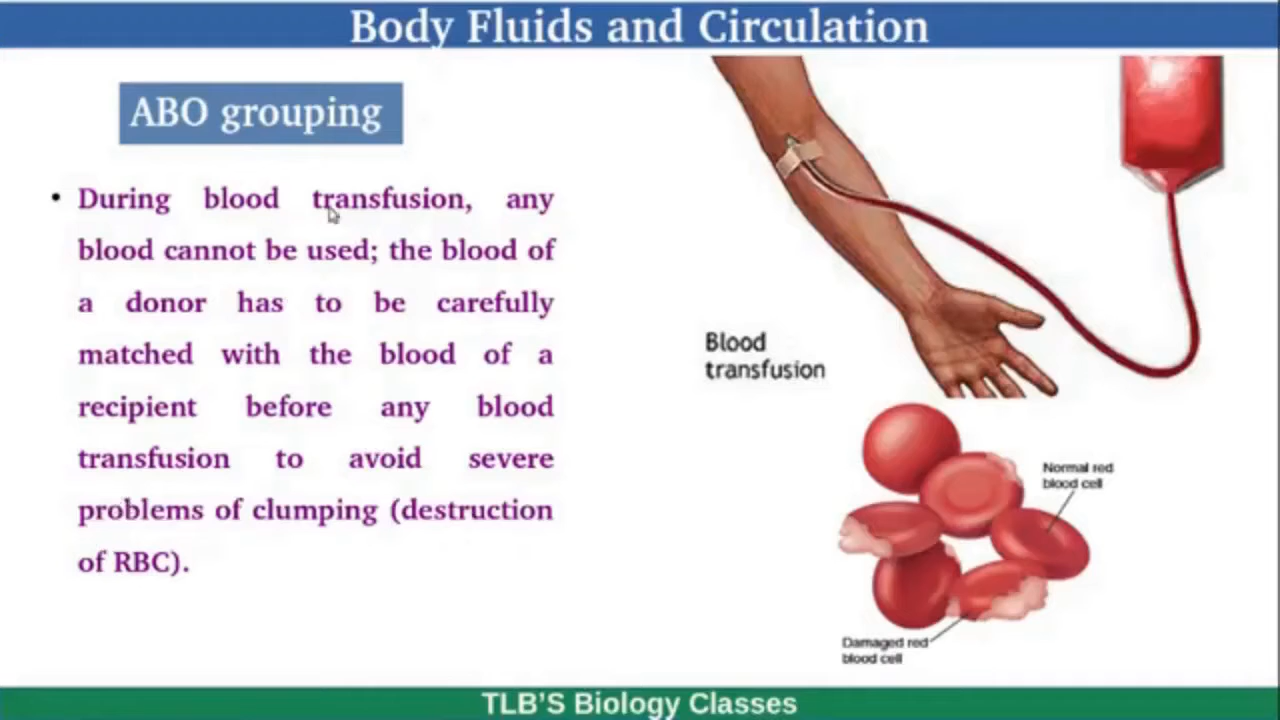 Body Fluids and Circulation
ABO grouping
• During blood transfusion, any
blood cannot be used; the blood of
a donor has to be carefully
matched with the blood of a
recipient before any blood
transfusion to avoid severe
problems of clumping (destruction
of RBC).
Blood
transfusion
Normal red
blood cell
Damaged red
blood cell
TLB'S Biology Classes